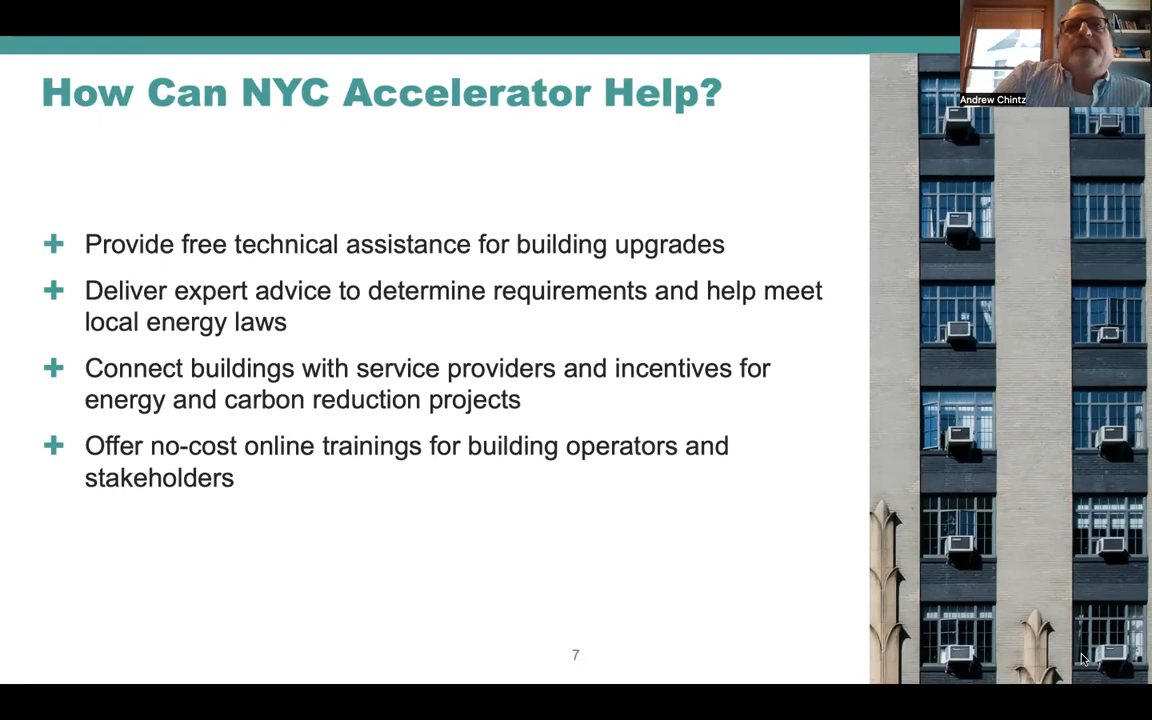 How Can NYC Accelerator Help?
Andrew Chintz
+ Provide free technical assistance for building upgrades
+ Deliver expert advice to determine requirements and help meet
local energy laws
+ Connect buildings with service providers and incentives for
energy and carbon reduction projects
+ Offer no-cost online trainings for building operators and
stakeholders
7